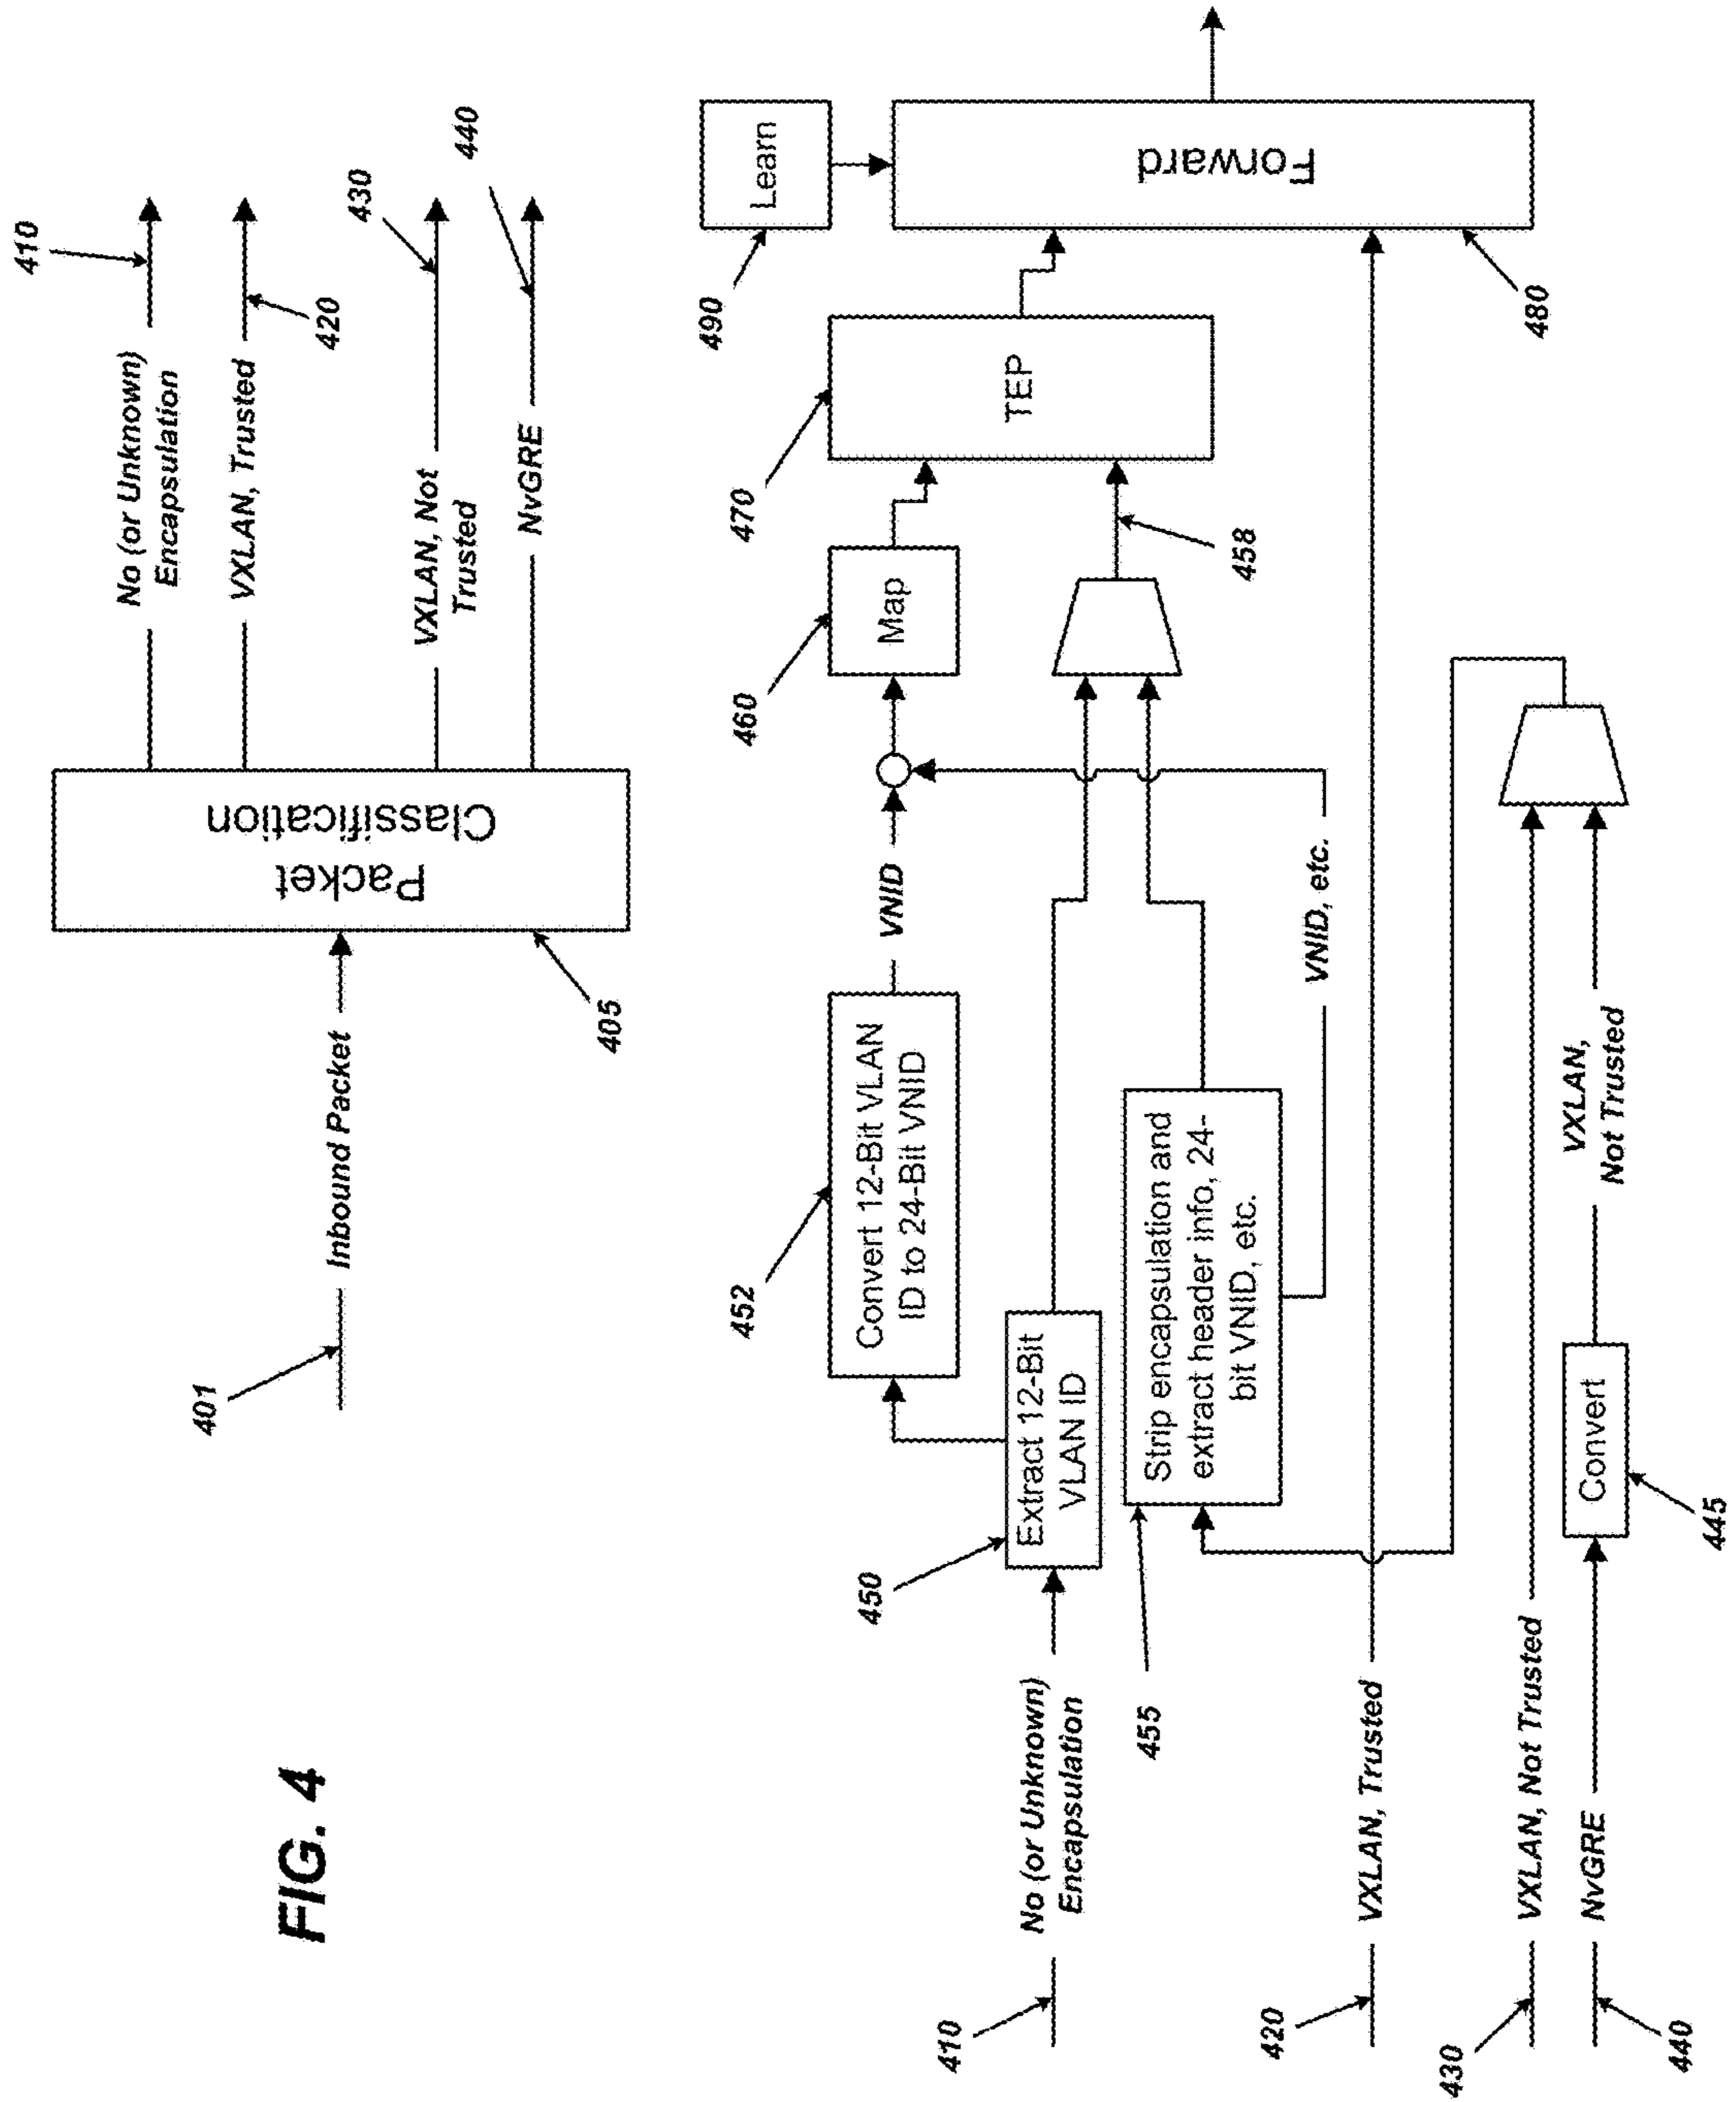 FIG. 4
401
Inbound Packet
405
Packet
Classification
No (or Unknown)
Encapsulation
410
VXLAN, Trusted
420
VXLAN, Not
Trusted
430
NvGRE
440
410
No (or Unknown)
Encapsulation
450
Extract 12-Bit
VLAN ID
452
Convert 12-Bit VLAN
ID to 24-Bit VNID
VNID
460
Map
470
TEP
490
Learn
Forward
480
455
Strip encapsulation and
extract header info, 24-
bit VNID, etc.
VNID, etc.
458
420
VXLAN, Trusted
430
VXLAN, Not Trusted
440
NvGRE
445
Convert
VXLAN,
Not Trusted